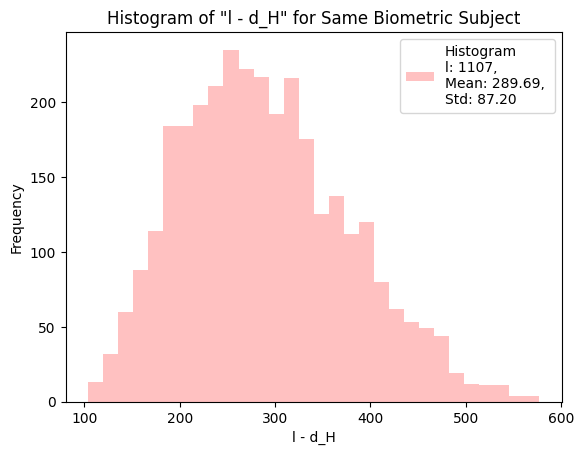 Histogram of "l - d_H" for Same Biometric Subject
Histogram
l: 1107,
Mean: 289.69,
Std: 87.20
Frequency
200
150
100
50
0
100 200 300 400 500 600
l - d_H